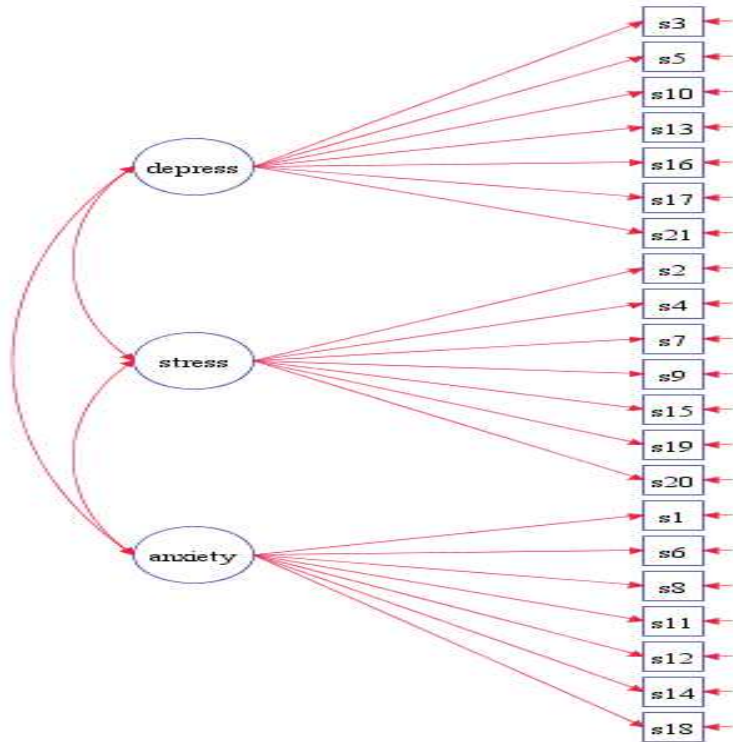 depress
stress
anxiety
s3
s5
s10
s13
s16
s17
s21
s2
s4
s7
s9
s15
s19
s20
s1
s6
s8
s11
s12
s14
s18